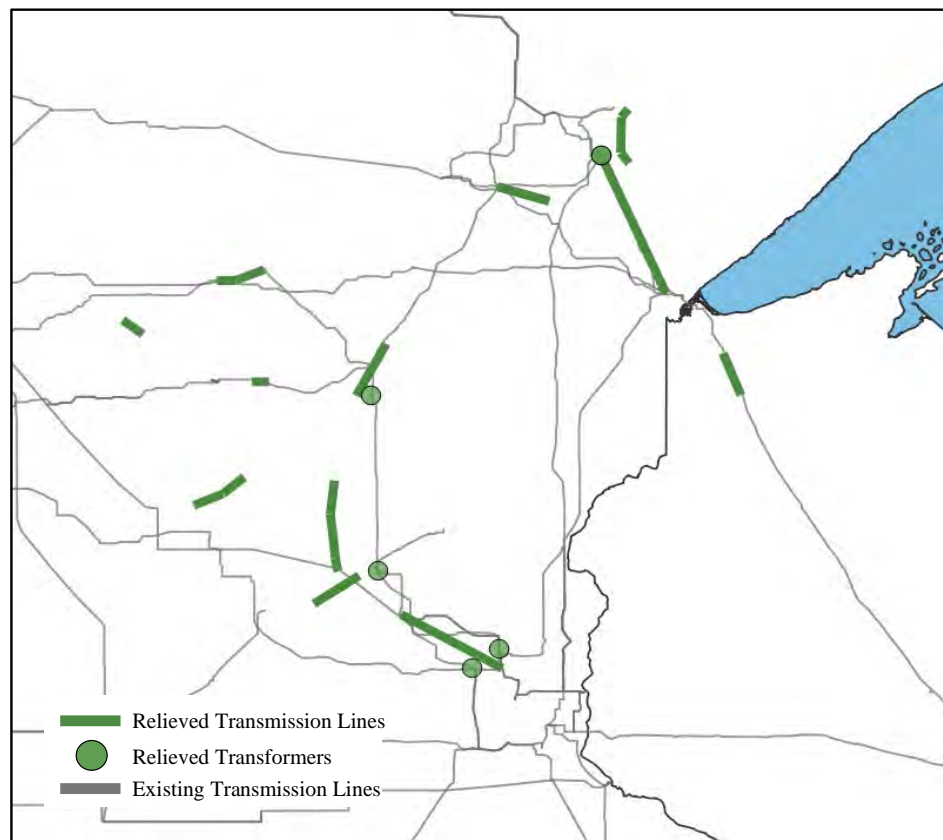 Relieved Transmission Lines
Relieved Transformers
Existing Transmission Lines